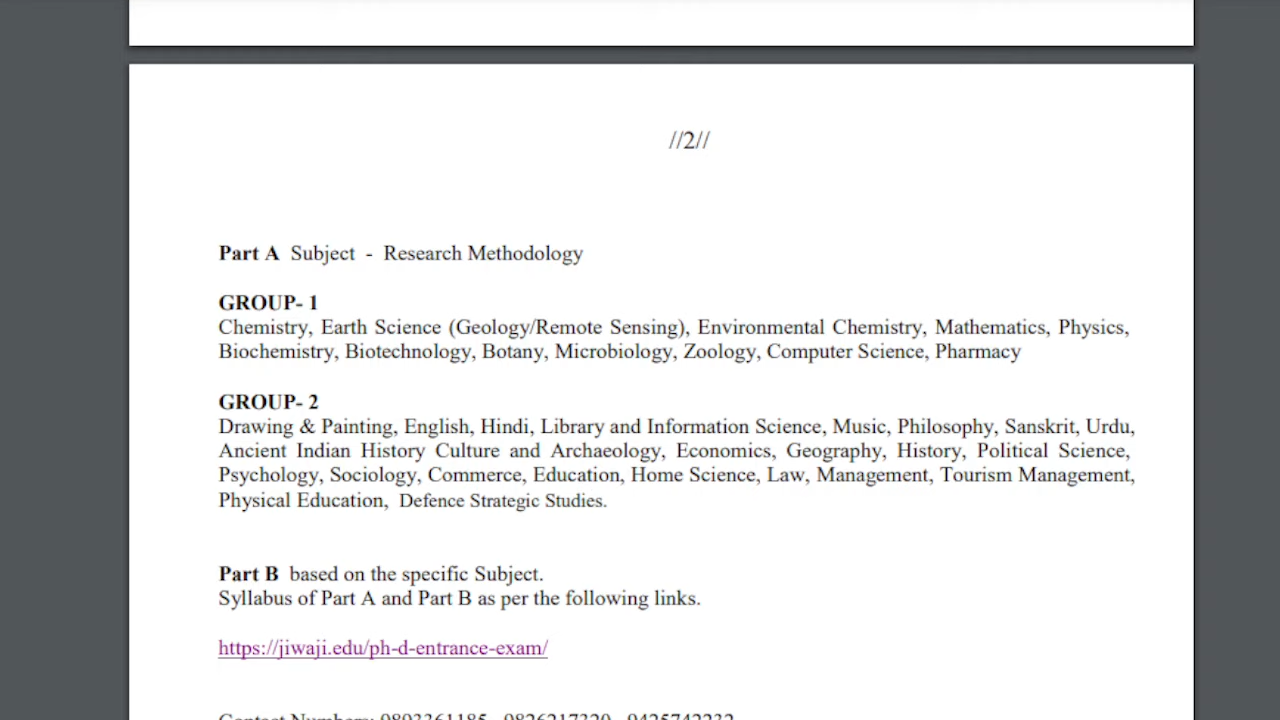 //2//
Part A Subject - Research Methodology
GROUP- 1
Chemistry, Earth Science (Geology/Remote Sensing), Environmental Chemistry, Mathematics, Physics,
Biochemistry, Biotechnology, Botany, Microbiology, Zoology, Computer Science, Pharmacy
GROUP- 2
Drawing & Painting, English, Hindi, Library and Information Science, Music, Philosophy, Sanskrit, Urdu,
Ancient Indian History Culture and Archaeology, Economics, Geography, History, Political Science,
Psychology, Sociology, Commerce, Education, Home Science, Law, Management, Tourism Management,
Physical Education, Defence Strategic Studies.
Part B based on the specific Subject.
Syllabus of Part A and Part B as per the following links.
https://jiwaji.edu/ph-d-entrance-exam/